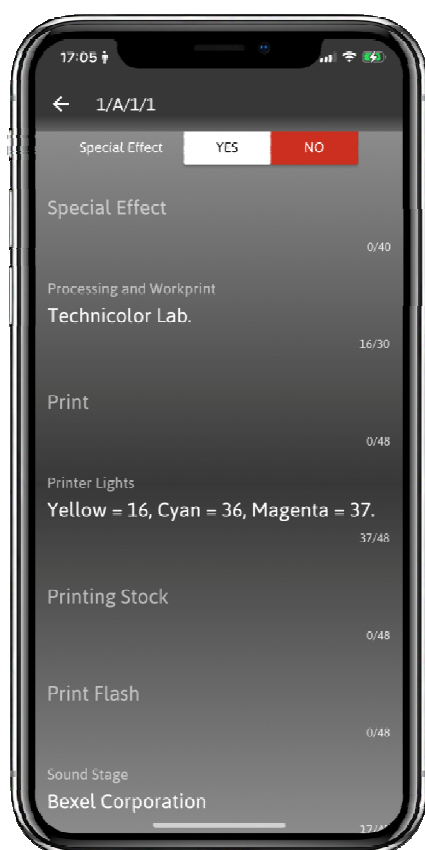 17:05
1/A/1/1
Special Effect YES NO
Special Effect
0/40
Processing and Workprint
Technicolor Lab.
16/30
Print
0/48
Printer Lights
Yellow = 16, Cyan = 36, Magenta = 37.
37/48
Printing Stock
0/48
Print Flash
0/48
Sound Stage
Bexel Corporation